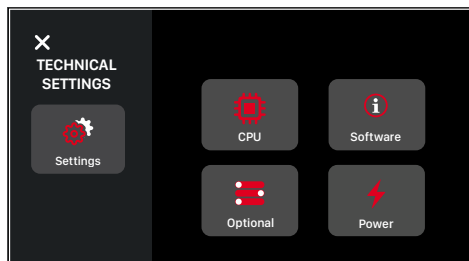 TECHNICAL
SETTINGS
Settings
CPU
Software
Optional
Power